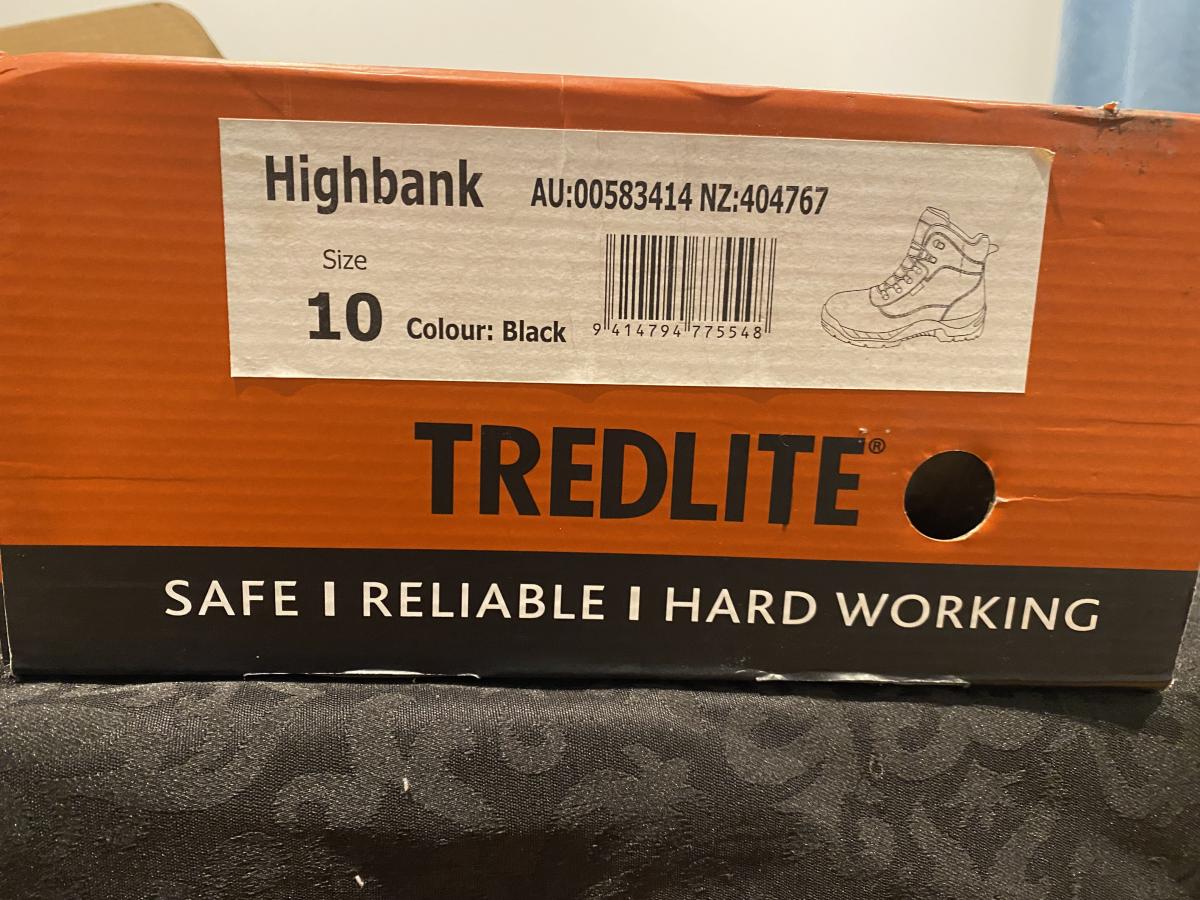 Highbank AU:00583414 NZ:404767
Size
10 Colour: Black
9 414794 775548
TREDLITE®
SAFE I RELIABLE I HARD WORKING